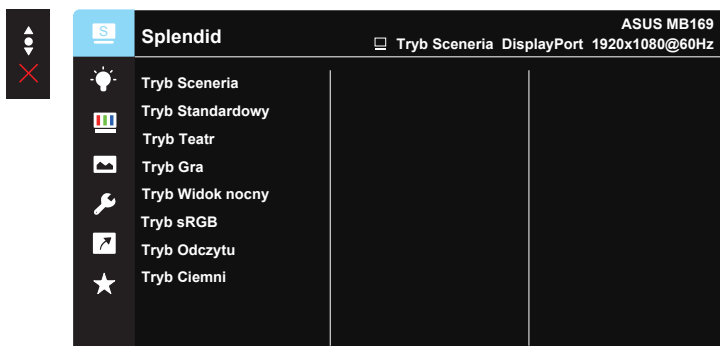 S
Splendid
ASUS MB169
Tryb Sceneria DisplayPort 1920x1080@60Hz
Tryb Sceneria
Tryb Standardowy
Tryb Teatr
Tryb Gra
Tryb Widok nocny
Tryb sRGB
Tryb Odczytu
Tryb Ciemni